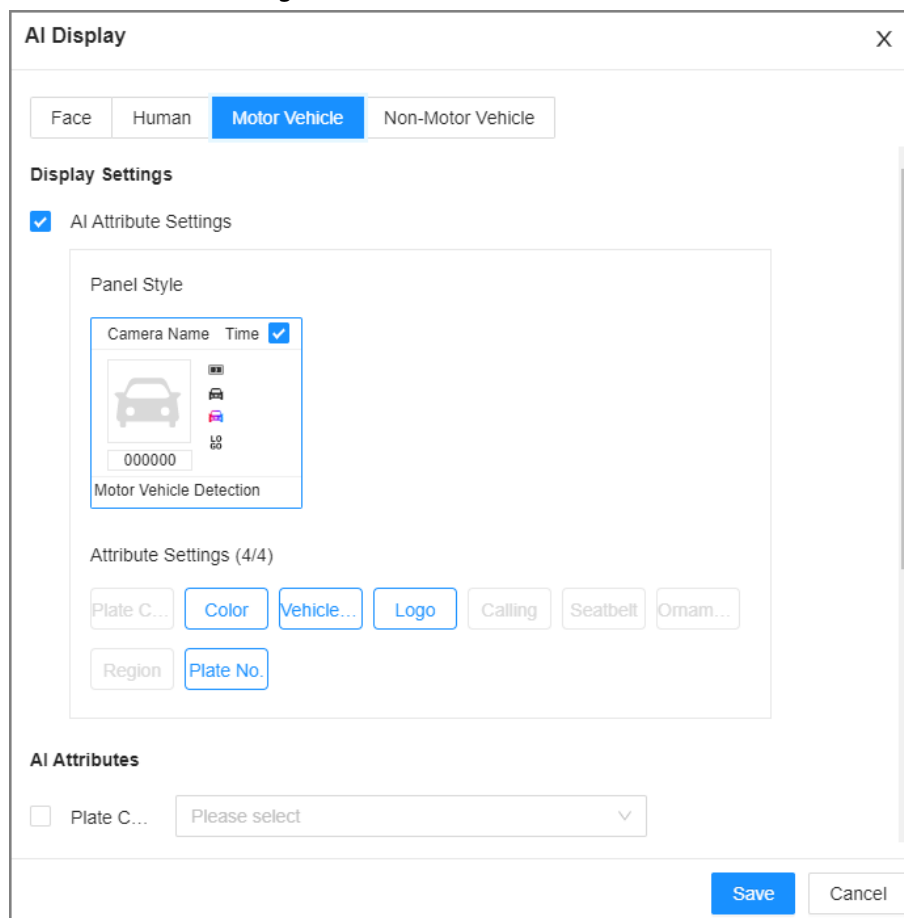 AI Display
X
Face Human Motor Vehicle Non-Motor Vehicle
Display Settings
AI Attribute Settings
Panel Style
Camera Name Time
LO
GO
000000
Motor Vehicle Detection
Attribute Settings (4/4)
Plate C... Color Vehicle... Logo Calling Seatbelt Ornam...
Region Plate No.
AI Attributes
Plate C... Please select
Save Cancel